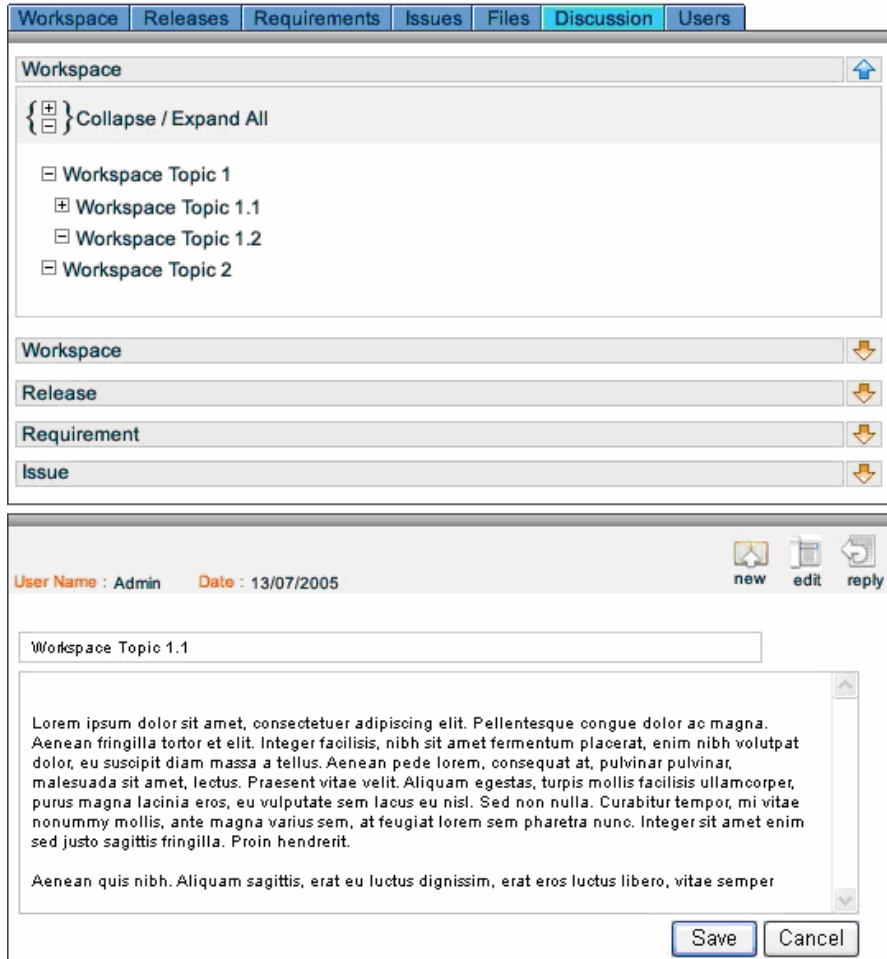 Workspace Releases Requirements Issues Files Discussion Users
Workspace
Collapse / Expand All
Workspace Topic 1
Workspace Topic 1.1
Workspace Topic 1.2
Workspace Topic 2
Workspace
Release
Requirement
Issue
User Name : Admin Date : 13/07/2005
new edit reply
Workspace Topic 1.1
Lorem ipsum dolor sit amet, consectetuer adipiscing elit. Pellentesque congue dolor ac magna.
Aenean fringilla tortor et elit. Integer facilisis, nibh sit amet fermentum placerat, enim nibh volutpat
dolor, eu suscipit diam massa a tellus. Aenean pede lorem, consequat at, pulvinar pulvinar,
malesuada sit amet, lectus. Praesent vitae velit. Aliquam egestas, turpis mollis facilisis ullamcorper,
purus magna lacinia eros, eu vulputate sem lacus eu nisl. Sed non nulla. Curabitur tempor, mi vitae
nonummy mollis, ante magna varius sem, at feugiat lorem sem pharetra nunc. Integer sit amet enim
sed justo sagittis fringilla. Proin hendrerit.
Aenean quis nibh. Aliquam sagittis, erat eu luctus dignissim, erat eros luctus libero, vitae semper
Save Cancel